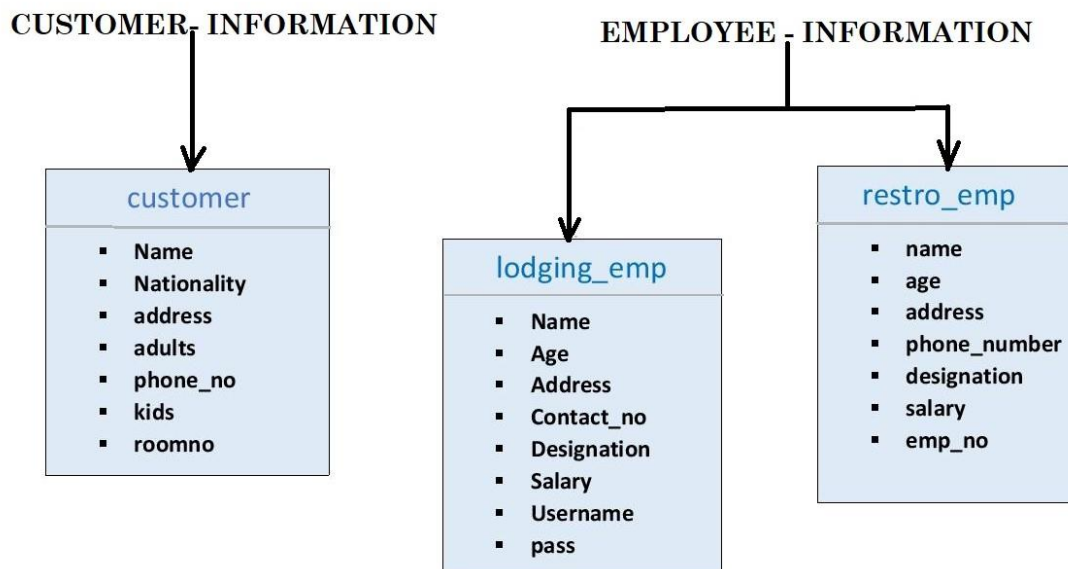 CUSTOMER- INFORMATION
EMPLOYEE - INFORMATION
customer
Name
Nationality
address
adults
phone_no
kids
roomno
lodging_emp
Name
Age
Address
Contact_no
Designation
Salary
Username
pass
restro_emp
name
age
address
phone_number
designation
salary
emp_no